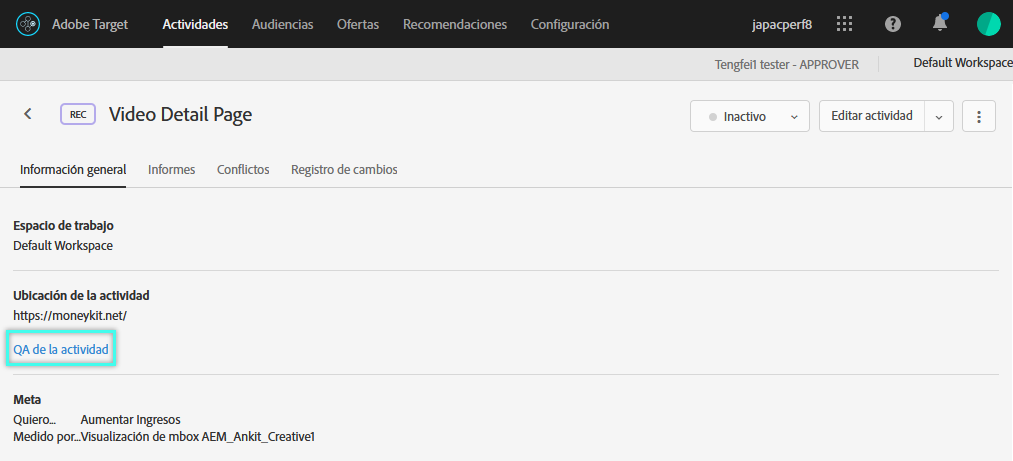 Adobe Target Actividades Audiencias Ofertas Recomendaciones Configuración japacperf8
Tengfei1 tester - APPROVER Default Workspace
REC Video Detail Page Inactivo Editar actividad
Información general Informes Conflictos Registro de cambios
Espacio de trabajo
Default Workspace
Ubicación de la actividad
https://moneykit.net/
QA de la actividad
Meta
Quiero... Aumentar Ingresos
Medido por...Visualización de mbox AEM_Ankit_Creative1